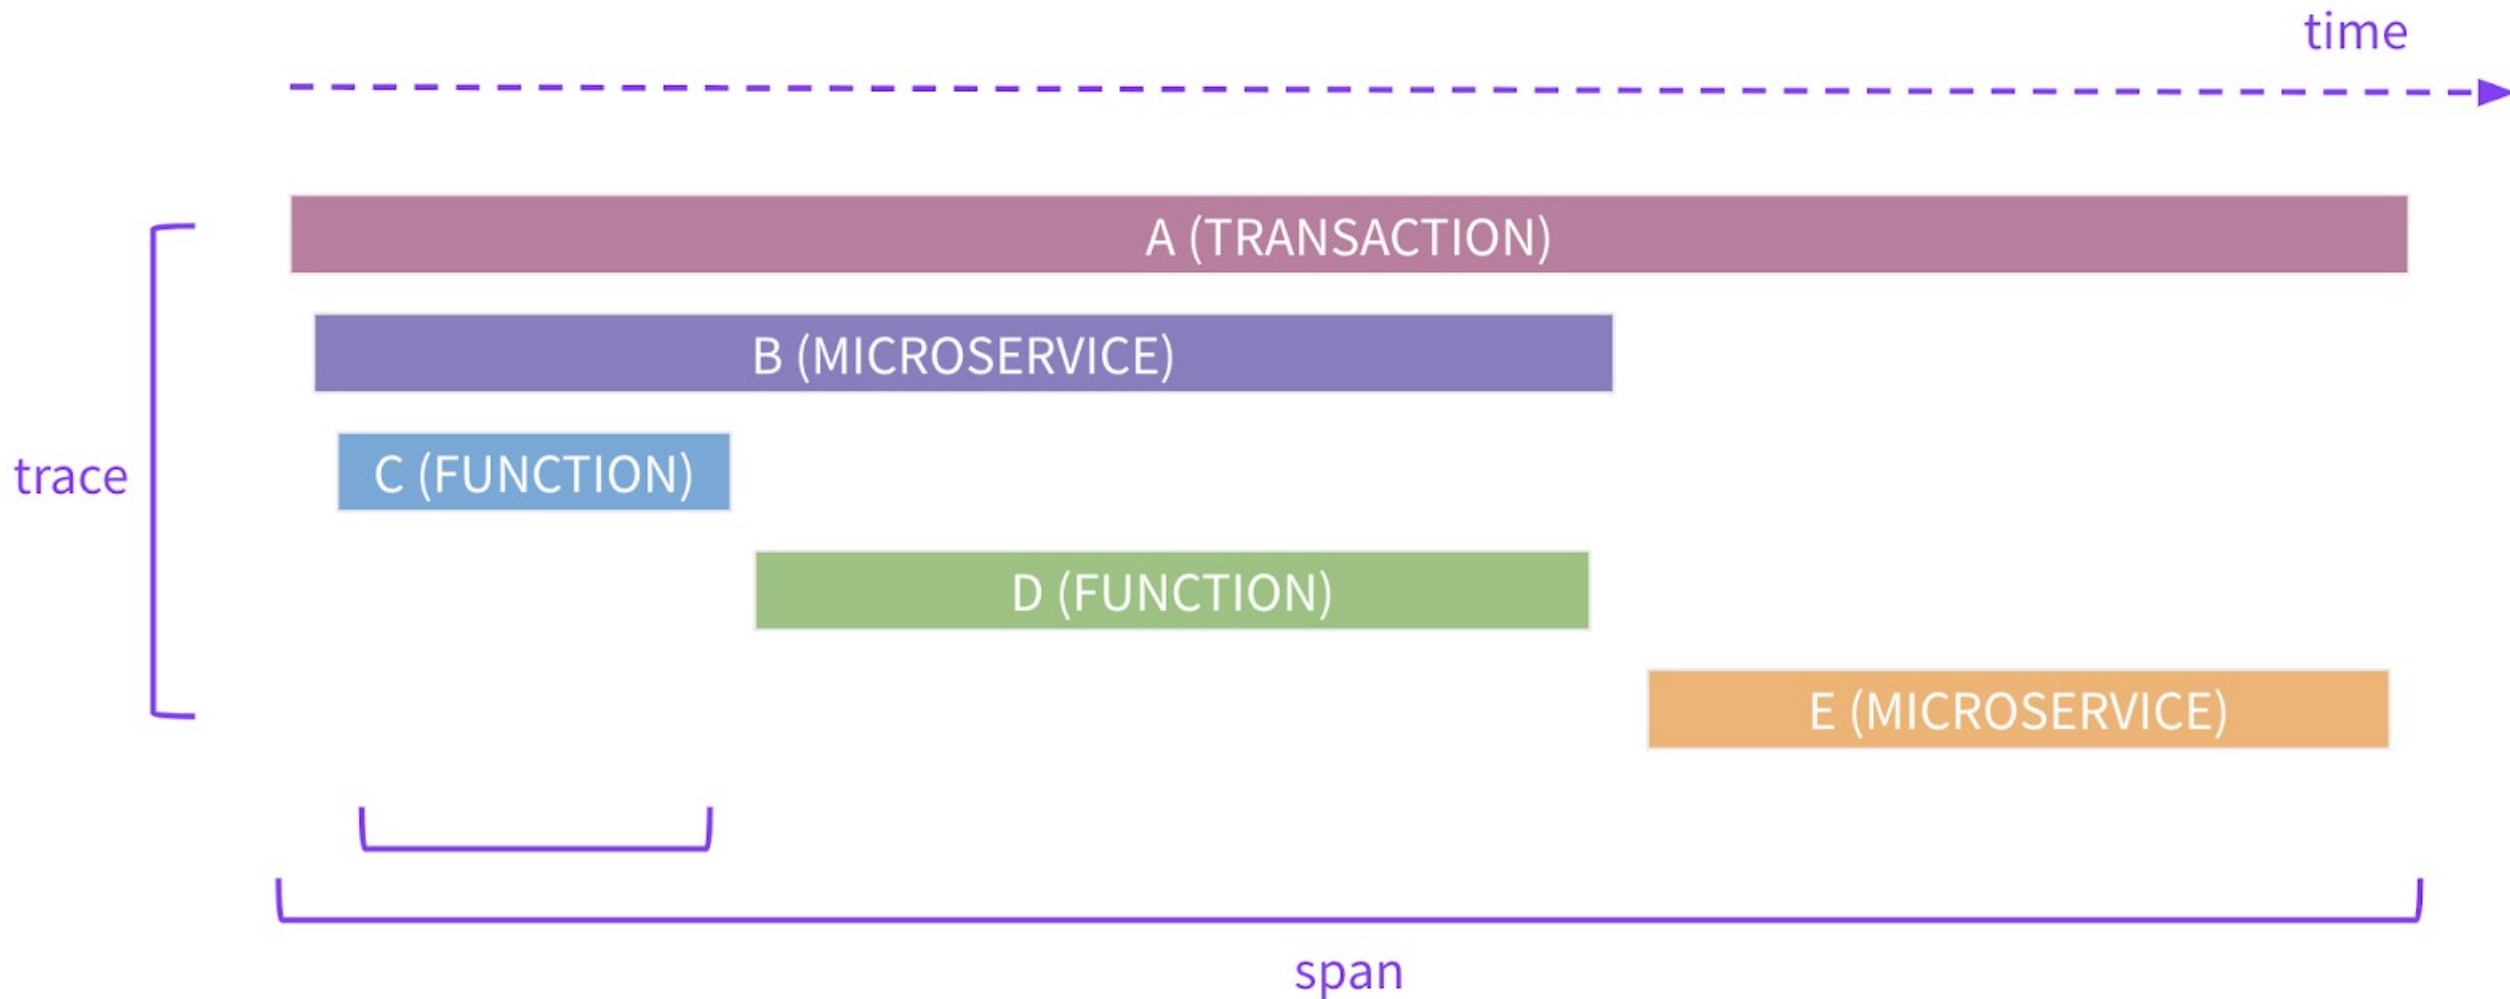 time
A (TRANSACTION)
B (MICROSERVICE)
C (FUNCTION)
trace
D (FUNCTION)
E (MICROSERVICE)
span